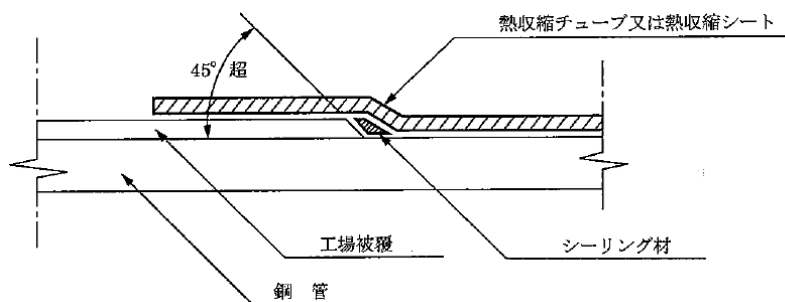 熱収縮チューブ又は熱収縮シート
45° 超
工場被覆
シーリング材
鋼 管